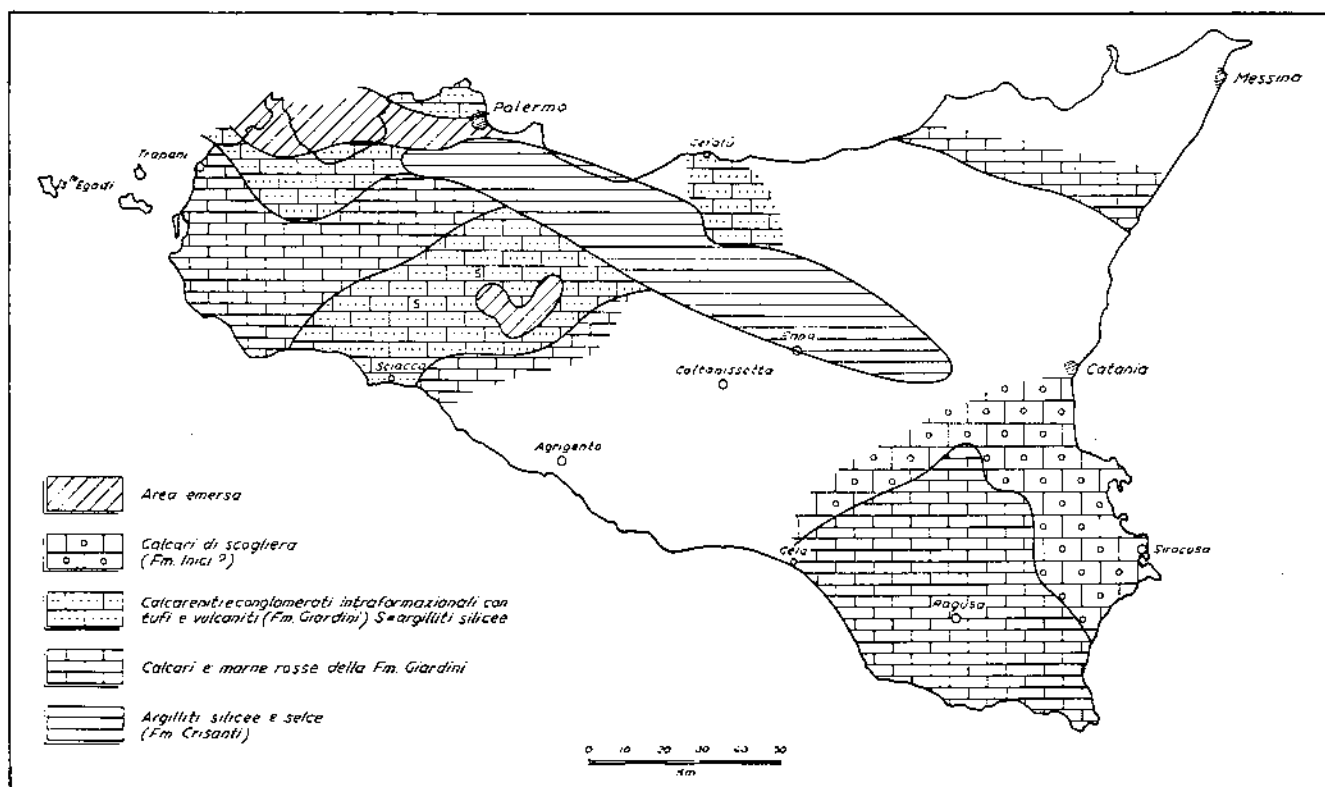 Messina
Palermo
Trapani
Cefalù
Is. Egadi
Enna
Sciacca
Caltanissetta
Catania
Agrigento
Gela
Siracusa
Ragusa
Area emersa
Calcari di scogliera
(Fm. Inici ?)
Calcareniti e conglomerati intraformazionali con
tufi e vulcaniti (Fm. Giardini) S=argilliti silicee
Calcari e marne rosse della Fm. Giardini
Argilliti silicee e selce
(Fm. Crisanti)
S
S
0 10 20 30 40 50
Km